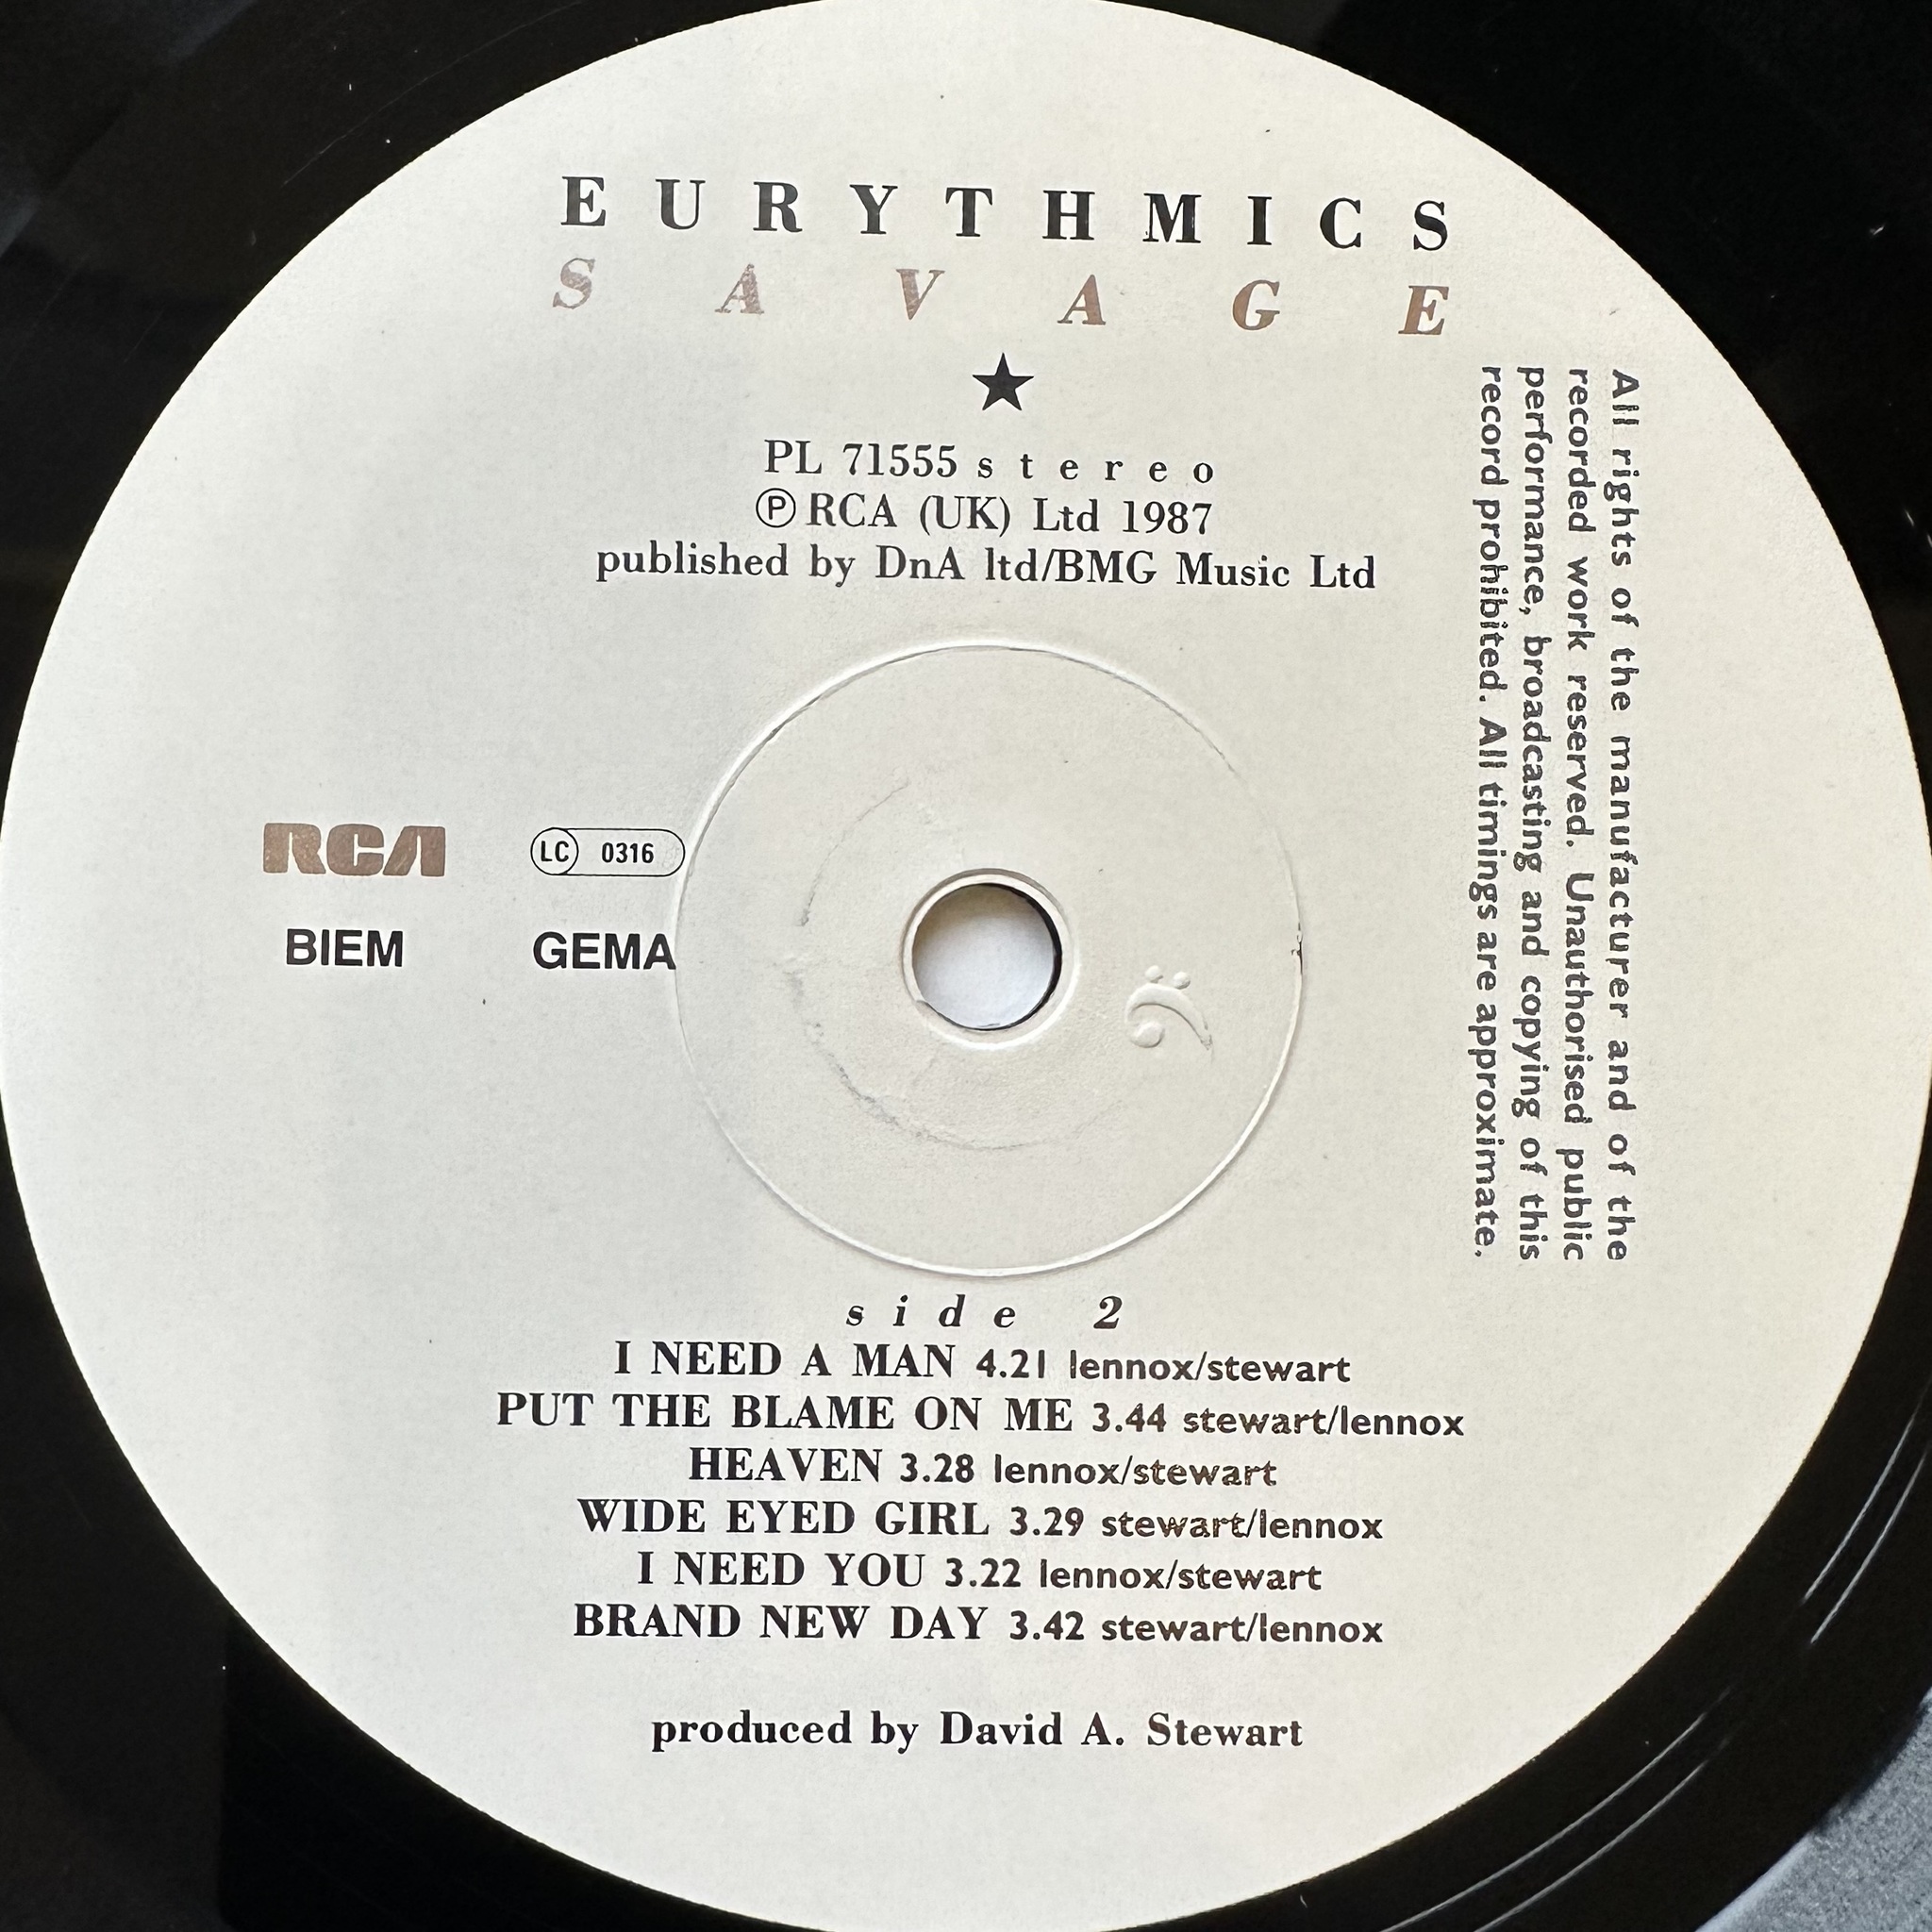 EURYTHMICS
SAVAGE
★
PL 71555 stereo
Ⓟ RCA (UK) Ltd 1987
published by DnA ltd/BMG Music Ltd
All rights of the manufacturer and of the
recorded work reserved. Unauthorised public
performance, broadcasting and copying of this
record prohibited. All timings are approximate.
RCA LC 0316
BIEM GEMA
side 2
I NEED A MAN 4.21 lennox/stewart
PUT THE BLAME ON ME 3.44 stewart/lennox
HEAVEN 3.28 lennox/stewart
WIDE EYED GIRL 3.29 stewart/lennox
I NEED YOU 3.22 lennox/stewart
BRAND NEW DAY 3.42 stewart/lennox
produced by David A. Stewart